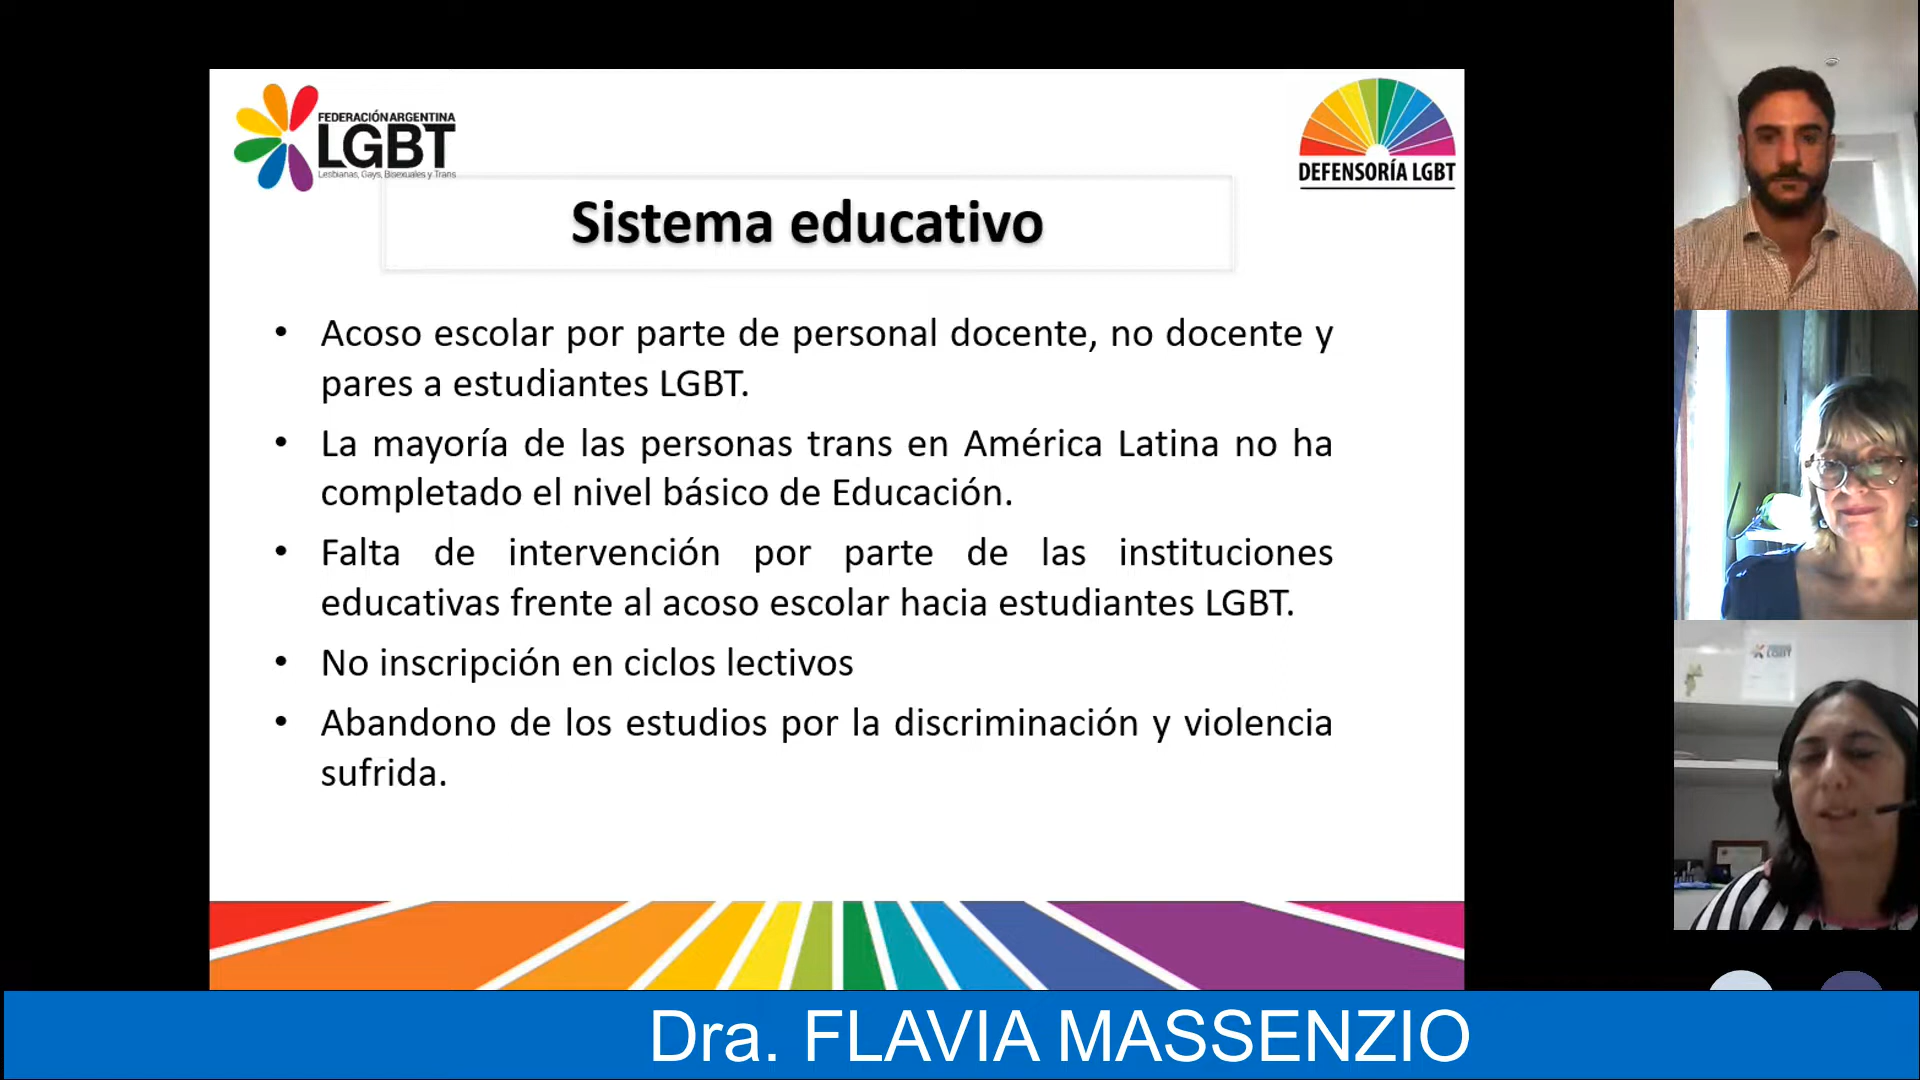 FEDERACIÓN ARGENTINA
LGBT
Lesbianas, Gays, Bisexuales y Trans
DEFENSORÍA LGBT
Sistema educativo
• Acoso escolar por parte de personal docente, no docente y
pares a estudiantes LGBT.
• La mayoría de las personas trans en América Latina no ha
completado el nivel básico de Educación.
• Falta de intervención por parte de las instituciones
educativas frente al acoso escolar hacia estudiantes LGBT.
• No inscripción en ciclos lectivos
• Abandono de los estudios por la discriminación y violencia
sufrida.
LGBT
Dra. FLAVIA MASSENZIO